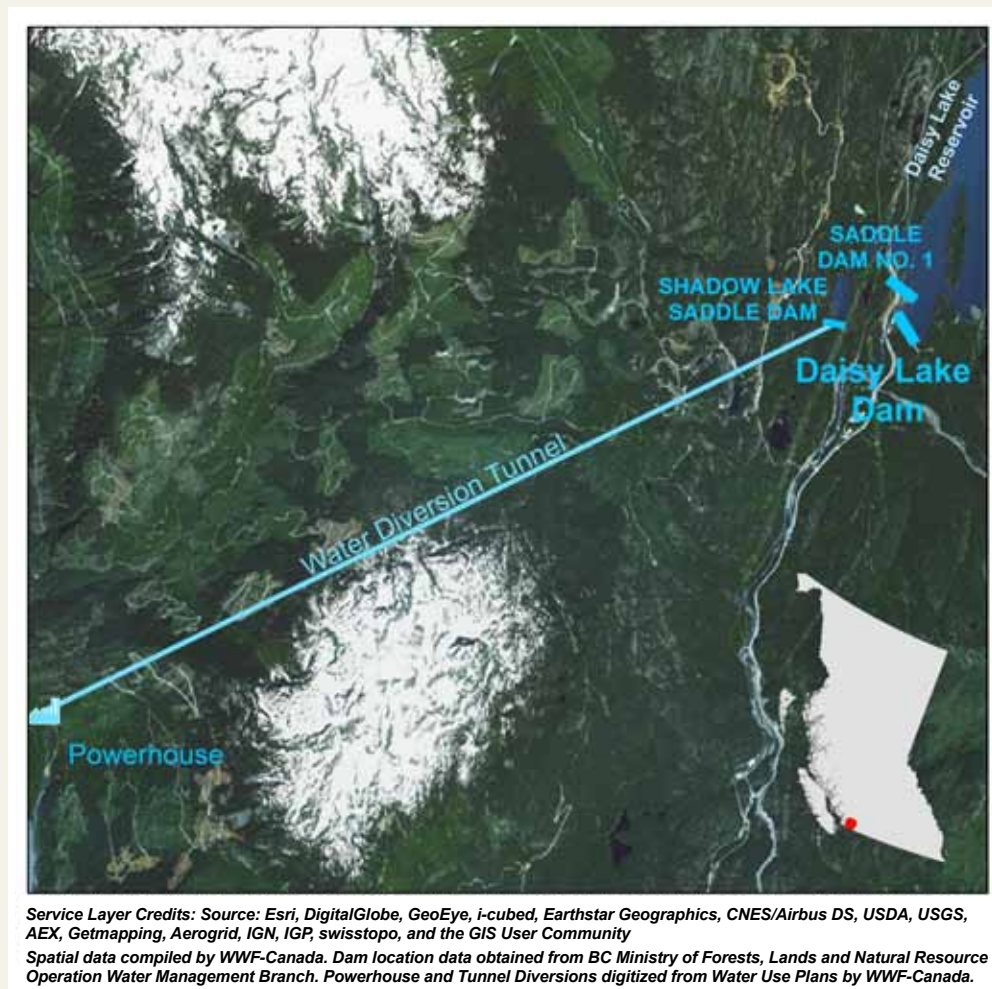 Daisy Lake
Reservoir
SADDLE
DAM NO. 1
SHADOW LAKE
SADDLE DAM
Daisy Lake
Dam
Water Diversion Tunnel
Powerhouse
Service Layer Credits: Source: Esri, DigitalGlobe, GeoEye, i-cubed, Earthstar Geographics, CNES/Airbus DS, USDA, USGS,
AEX, Getmapping, Aerogrid, IGN, IGP, swisstopo, and the GIS User Community
Spatial data compiled by WWF-Canada. Dam location data obtained from BC Ministry of Forests, Lands and Natural Resource
Operation Water Management Branch. Powerhouse and Tunnel Diversions digitized from Water Use Plans by WWF-Canada.